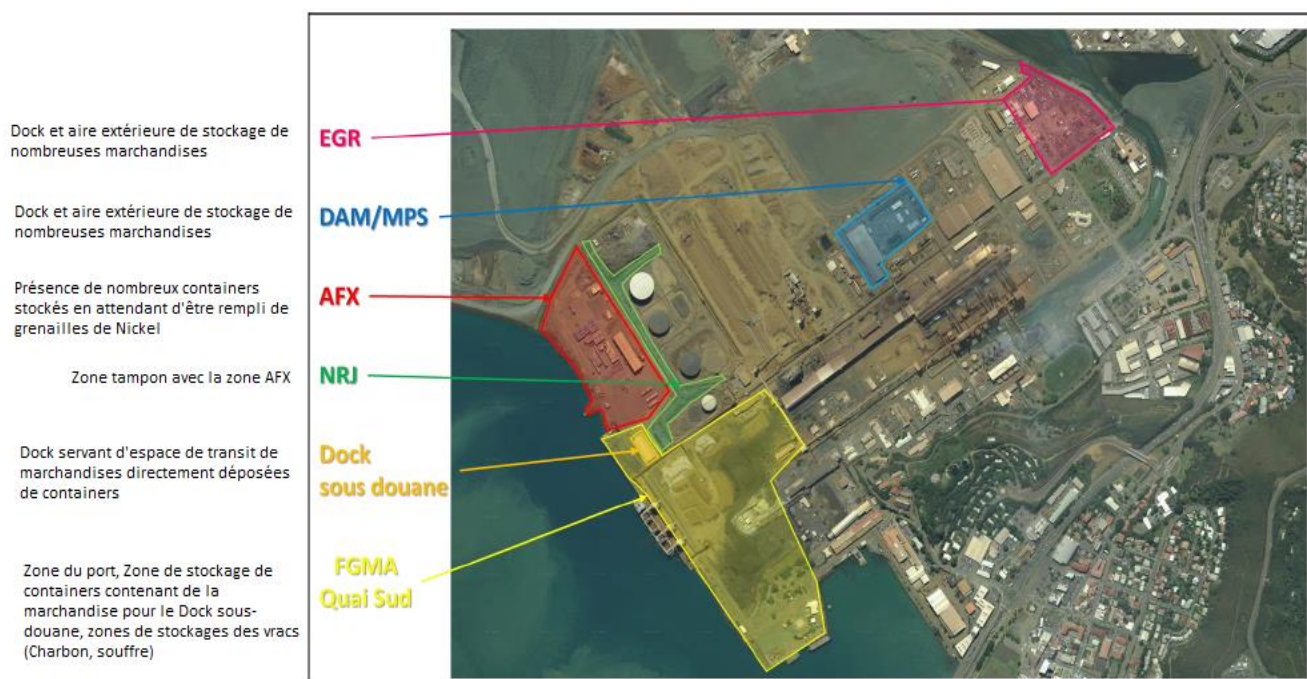 Dock et aire extérieure de stockage de
nombreuses marchandises
EGR
Dock et aire extérieure de stockage de
nombreuses marchandises
DAM/MPS
Présence de nombreux containers
stockés en attendant d'être rempli de
grenailles de Nickel
AFX
Zone tampon avec la zone AFX
NRJ
Dock servant d'espace de transit de
marchandises directement déposées
de containers
Dock
sous douane
Zone du port, Zone de stockage de
containers contenant de la
marchandise pour le Dock sous-
douane, zones de stockages des vracs
(Charbon, souffre)
FGMA
Quai Sud